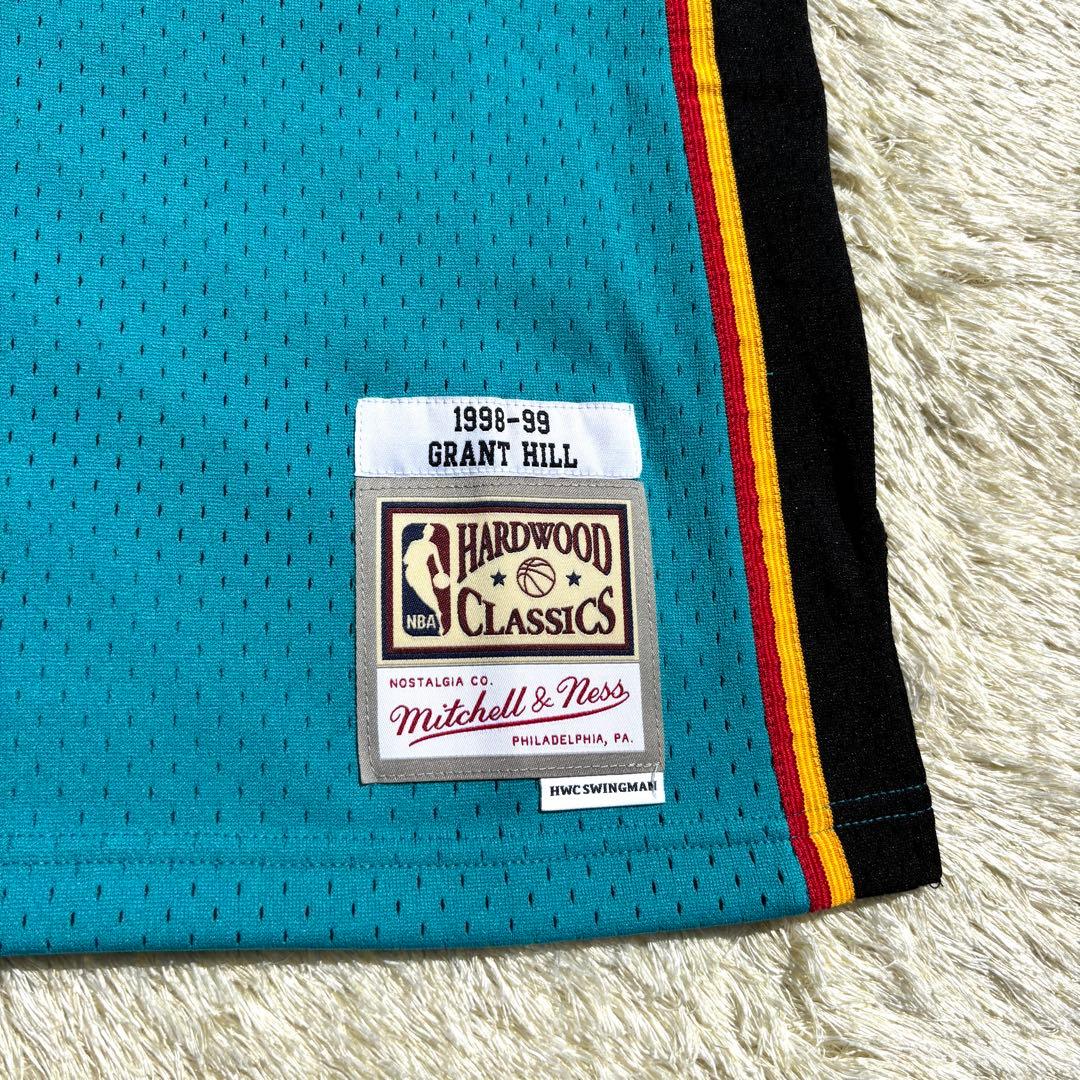 1998-99
GRANT HILL
HARDWOOD
CLASSICS
NBA
NOSTALGIA CO.
Mitchell & Ness
PHILADELPHIA, PA.
HWC SWINGMAN